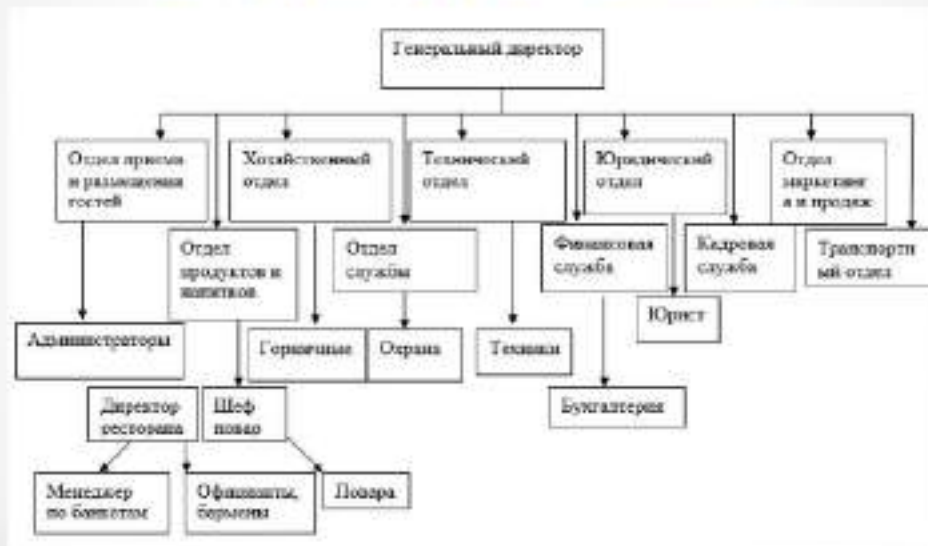 Генеральный директор
Отдел приема
и размещения
гостей
Хозяйственный
отдел
Технический
отдел
Юридический
отдел
Отдел
маркетинг
а и продаж
Отдел
продуктов и
напитков
Отдел
службы
Финансовая
служба
Кадровая
служба
Транспортн
ый отдел
Администраторы
Горничные
Охрана
Техники
Юрист
Директор
ресторана
Шеф
повар
Бухгалтерия
Менеджер
по банкетам
Официанты,
бармены
Повара